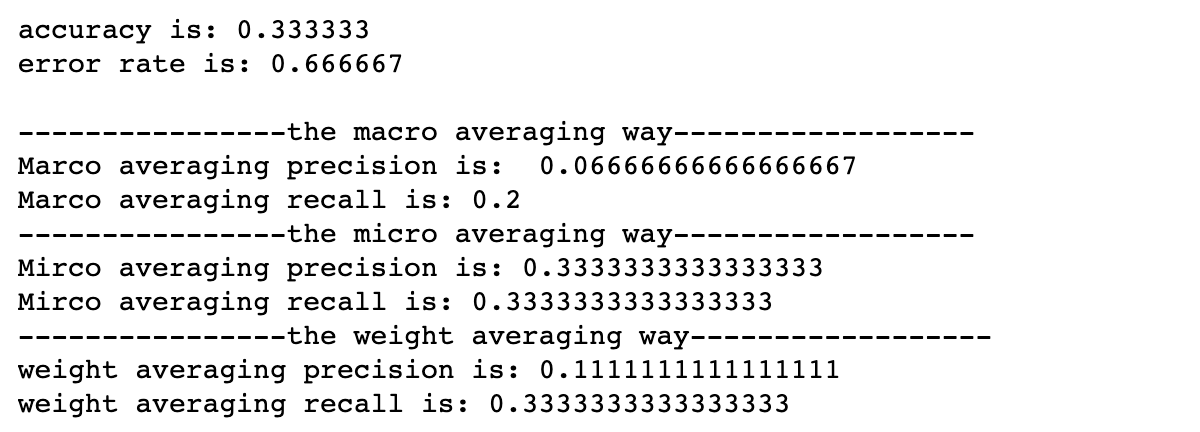 accuracy is: 0.333333
error rate is: 0.666667
----------------the macro averaging way------------------
Marco averaging precision is:  0.06666666666666667
Marco averaging recall is: 0.2
----------------the micro averaging way------------------
Mirco averaging precision is: 0.3333333333333333
Mirco averaging recall is: 0.3333333333333333
----------------the weight averaging way------------------
weight averaging precision is: 0.1111111111111111
weight averaging recall is: 0.3333333333333333